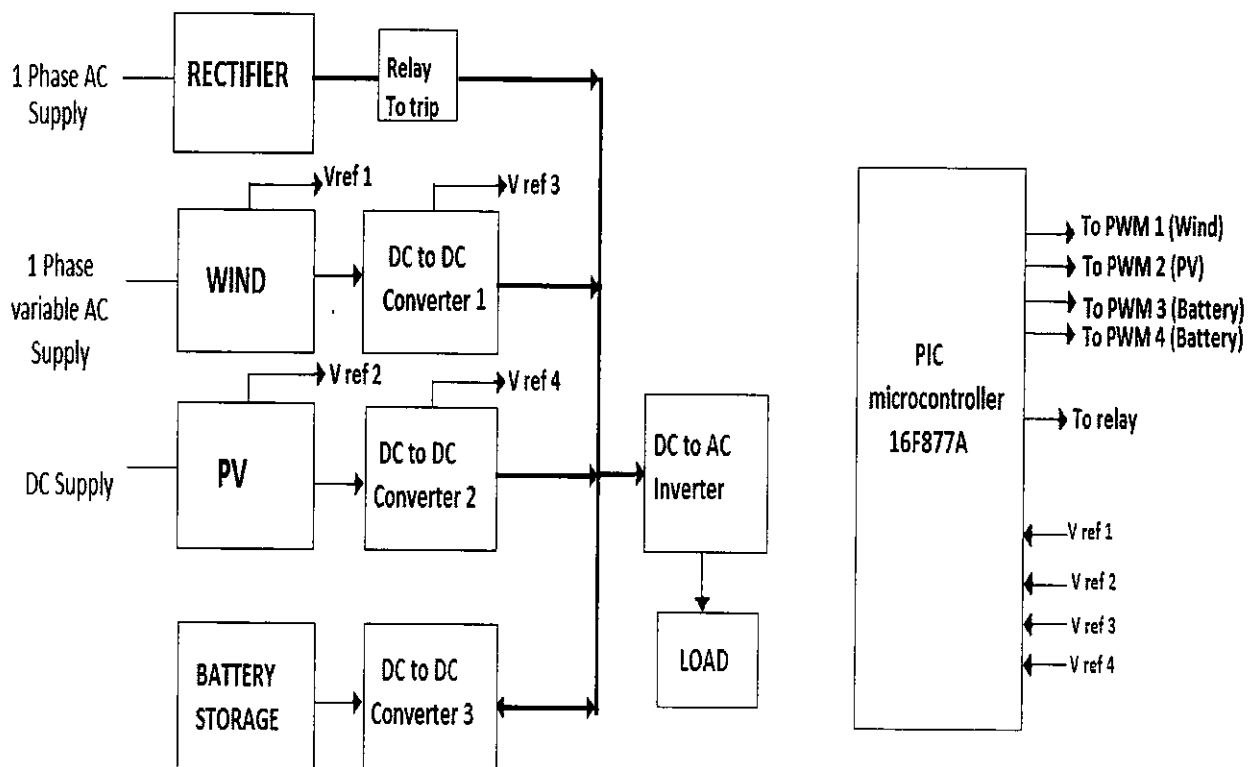 1 Phase AC
Supply
RECTIFIER
Relay
To trip
Vref 1
V ref 3
1 Phase
variable AC
Supply
WIND
DC to DC
Converter 1
V ref 2
V ref 4
DC Supply
PV
DC to DC
Converter 2
DC to AC
Inverter
LOAD
BATTERY
STORAGE
DC to DC
Converter 3
PIC
microcontroller
16F877A
To PWM 1 (Wind)
To PWM 2 (PV)
To PWM 3 (Battery)
To PWM 4 (Battery)
To relay
V ref 1
V ref 2
V ref 3
V ref 4